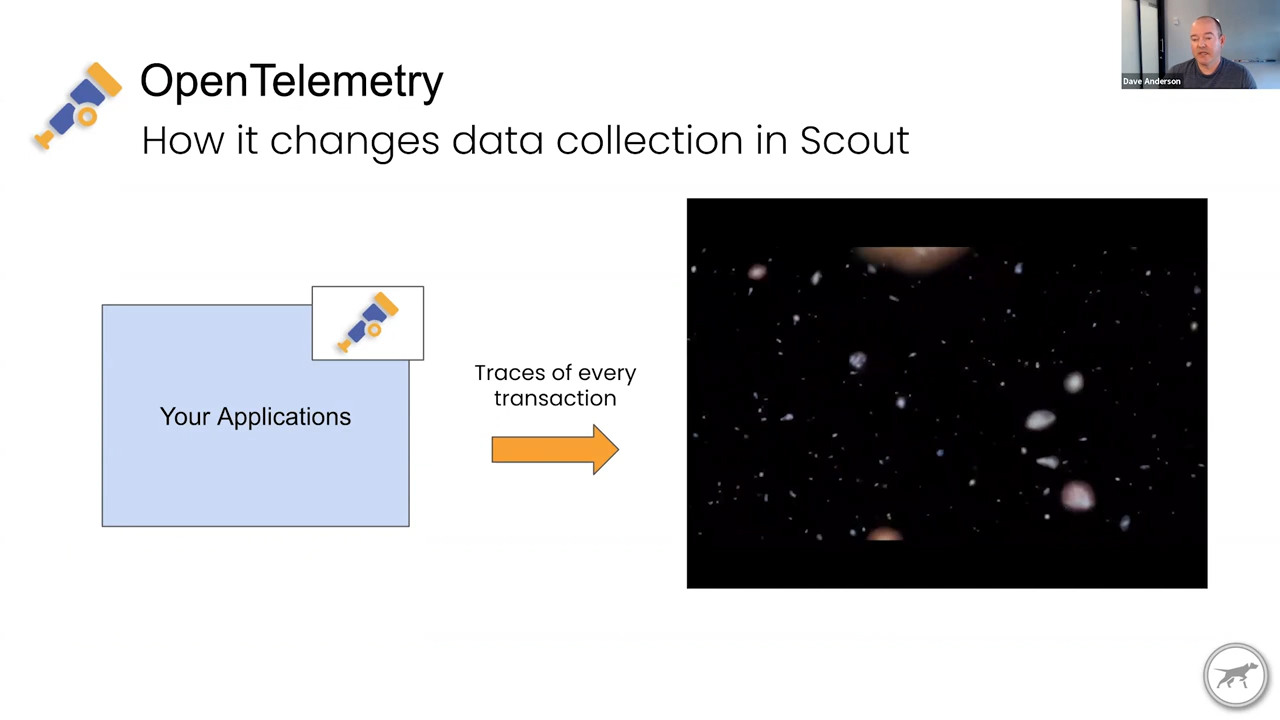 OpenTelemetry
How it changes data collection in Scout
Dave Anderson
Your Applications
Traces of every
transaction